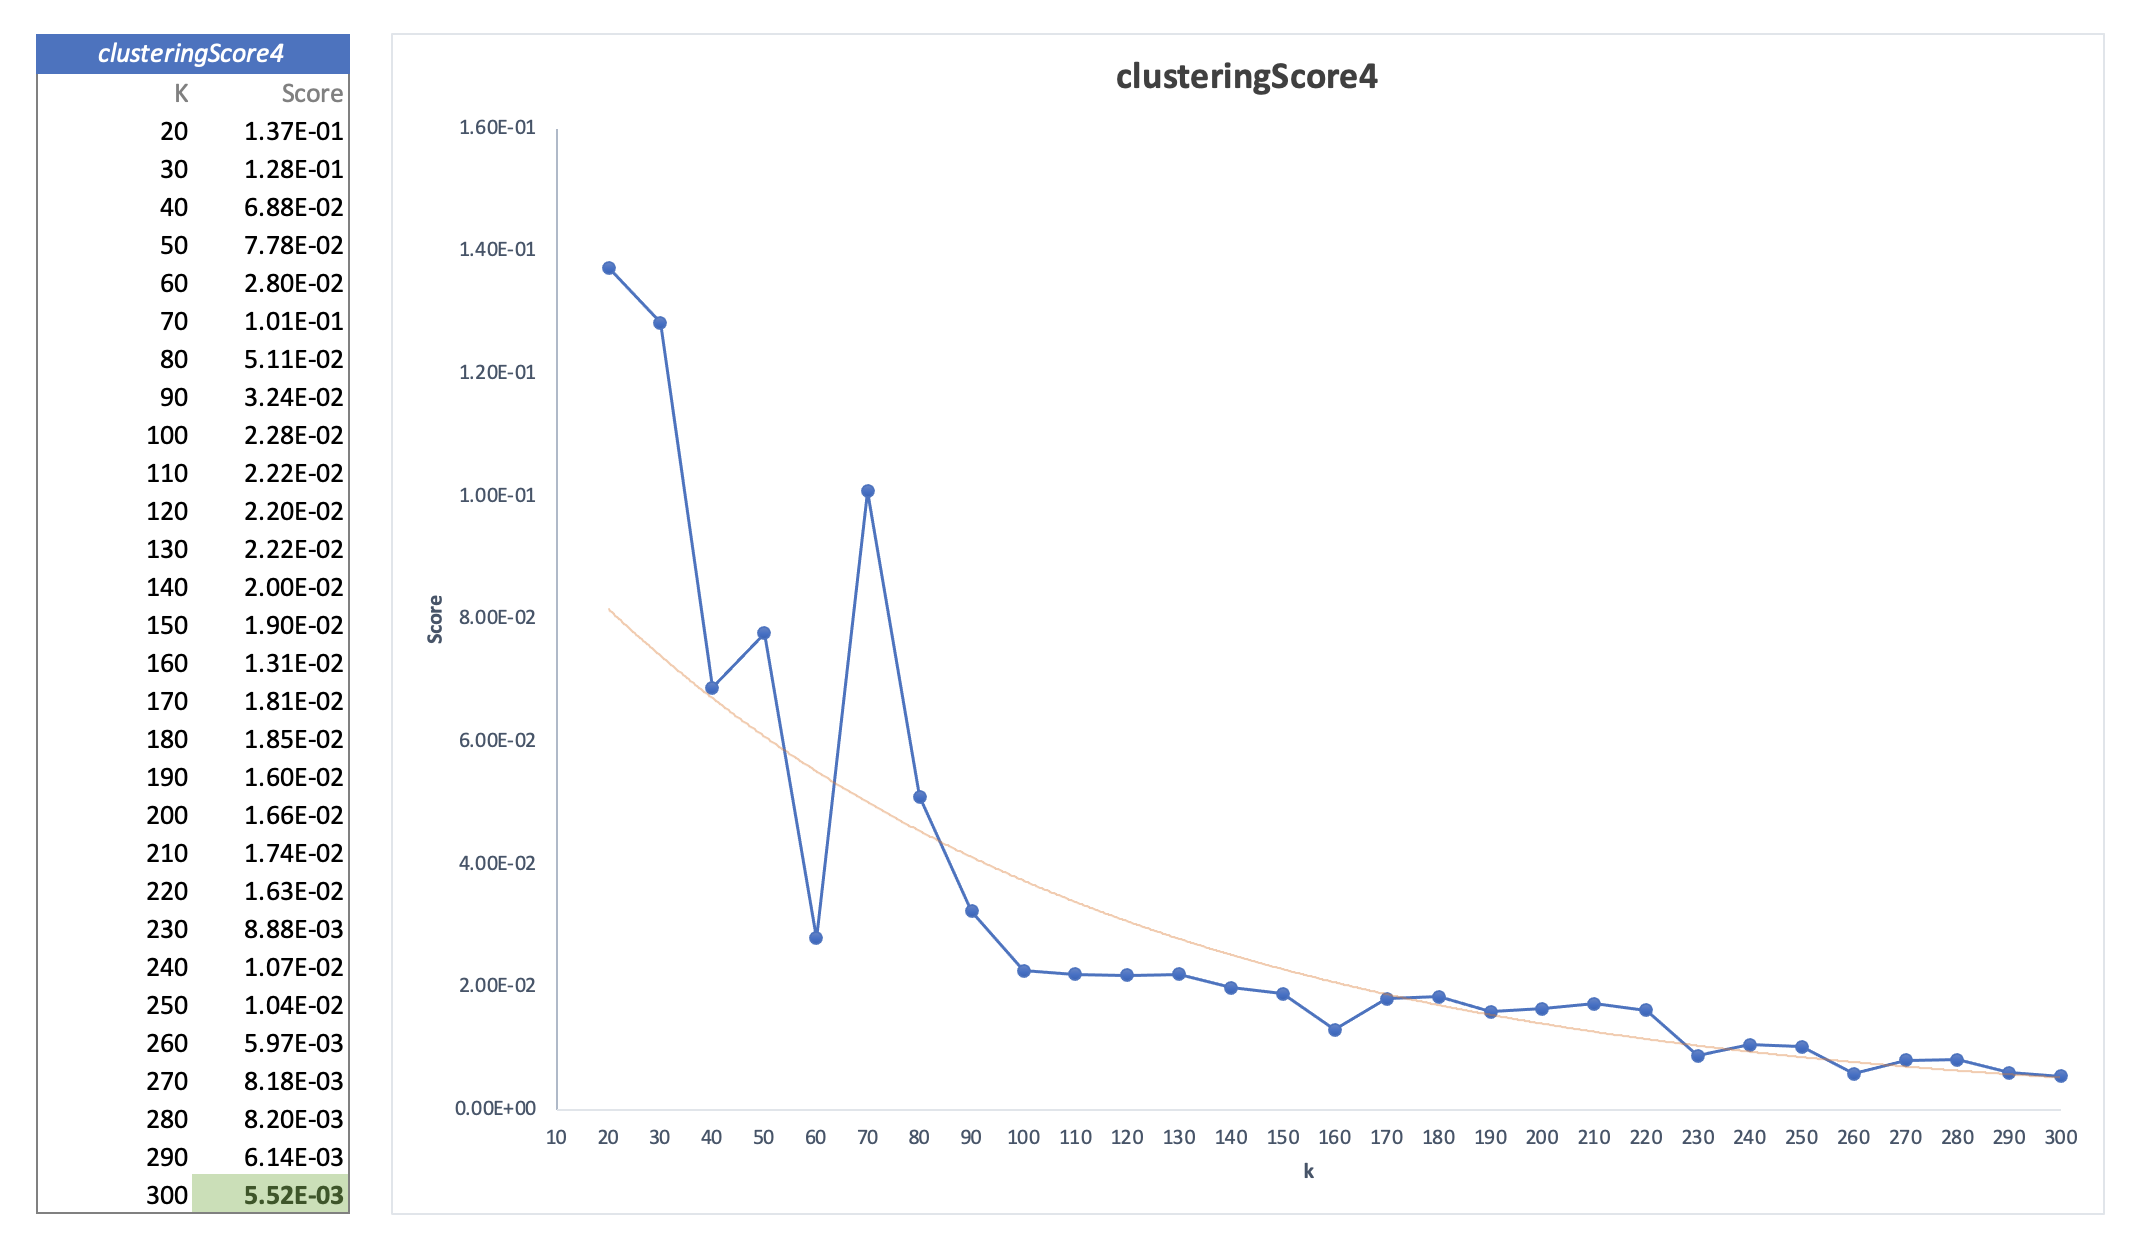 clusteringScore4
K Score
20 1.37E-01
30 1.28E-01
40 6.88E-02
50 7.78E-02
60 2.80E-02
70 1.01E-01
80 5.11E-02
90 3.24E-02
100 2.28E-02
110 2.22E-02
120 2.20E-02
130 2.22E-02
140 2.00E-02
150 1.90E-02
160 1.31E-02
170 1.81E-02
180 1.85E-02
190 1.60E-02
200 1.66E-02
210 1.74E-02
220 1.63E-02
230 8.88E-03
240 1.07E-02
250 1.04E-02
260 5.97E-03
270 8.18E-03
280 8.20E-03
290 6.14E-03
300 5.52E-03
clusteringScore4
1.60E-01
1.40E-01
1.20E-01
1.00E-01
8.00E-02
6.00E-02
4.00E-02
2.00E-02
0.00E+00
Score
10 20 30 40 50 60 70 80 90 100 110 120 130 140 150 160 170 180 190 200 210 220 230 240 250 260 270 280 290 300
k